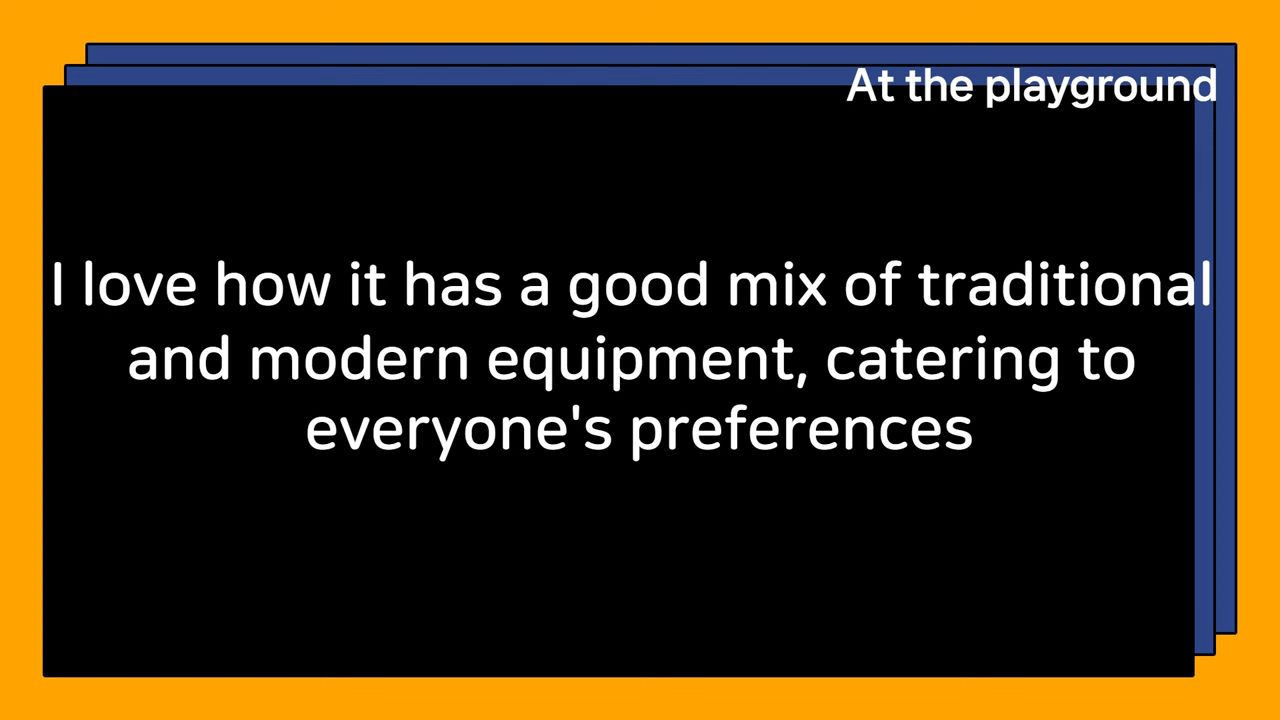 At the playground
I love how it has a good mix of traditional
and modern equipment, catering to
everyone's preferences